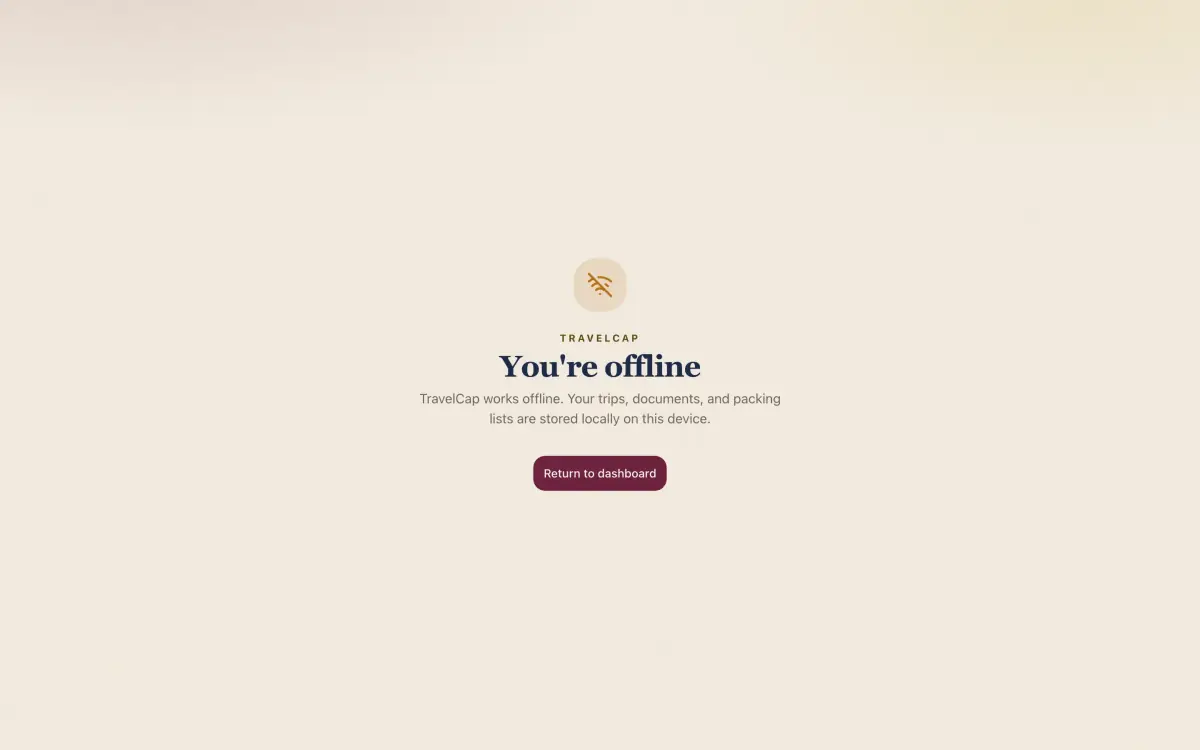 TRAVELCAP
You're offline
TravelCap works offline. Your trips, documents, and packing
lists are stored locally on this device.
Return to dashboard